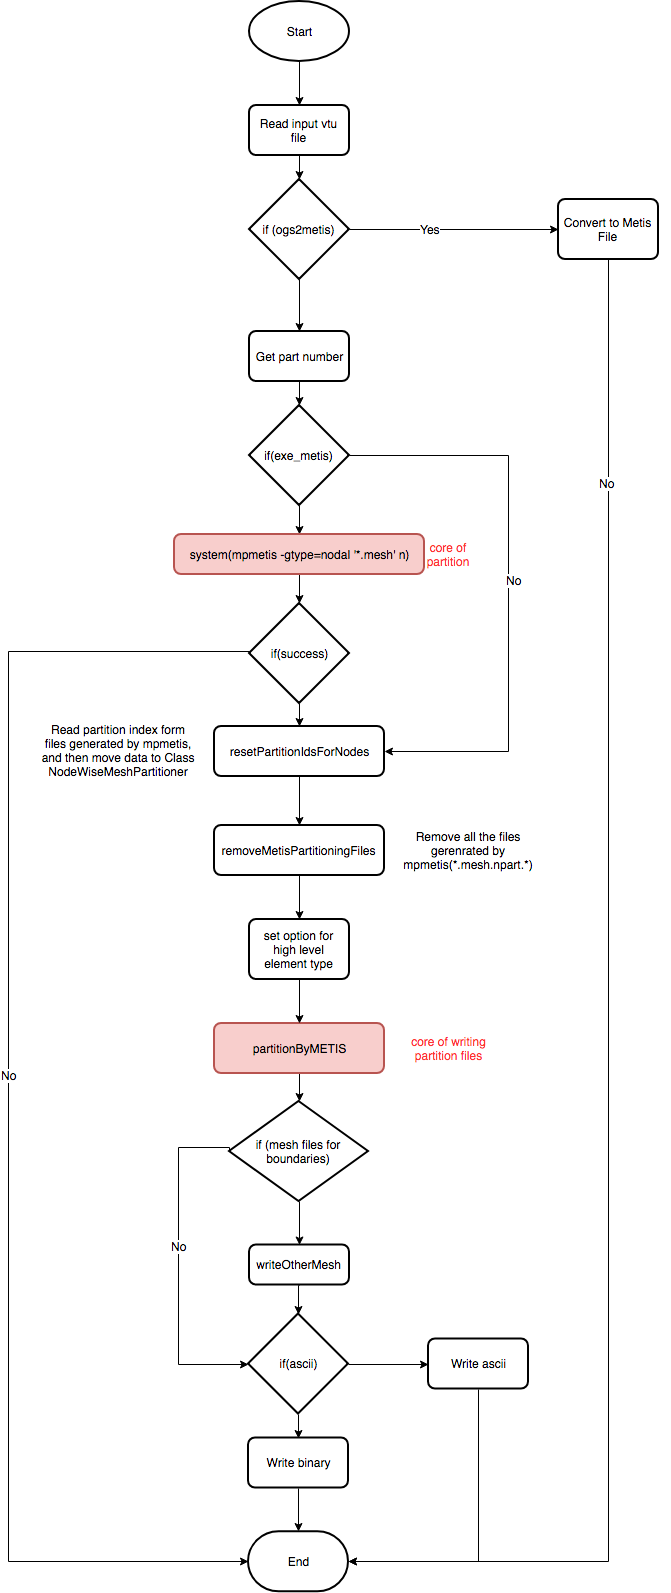 Start
Read input vtu
file
if (ogs2metis)
Yes
Convert to Metis
File
Get part number
if(exe_metis)
No
system(mpmetis -gtype=nodal '*.mesh' n)
core of
partition
No
if(success)
Read partition index form
files generated by mpmetis,
and then move data to Class
NodeWiseMeshPartitioner
resetPartitionIdsForNodes
removeMetisPartitioningFiles
Remove all the files
gerenrated by
mpmetis(*.mesh.npart.*)
set option for
high level
element type
partitionByMETIS
core of writing
partition files
No
if (mesh files for
boundaries)
No
writeOtherMesh
if(ascii)
Write ascii
Write binary
End